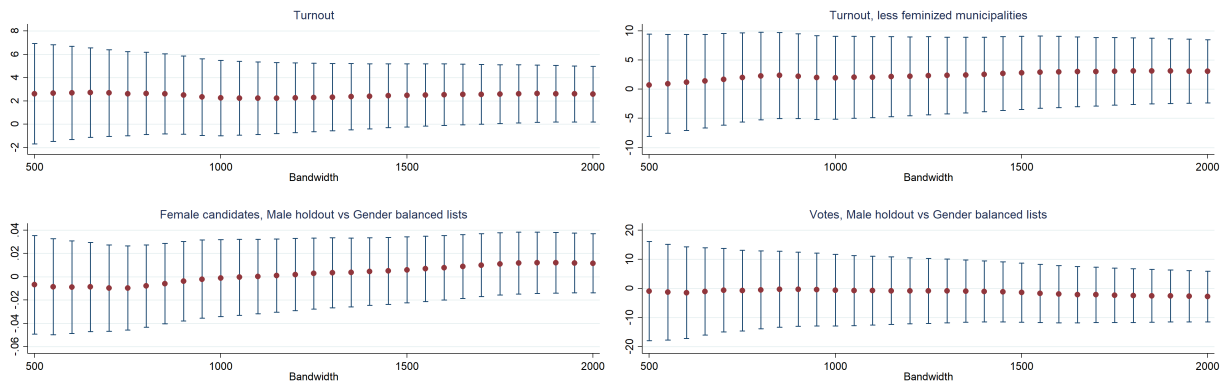 Turnout
8
6
4
2
0
-2
500 1000 1500 2000
Bandwidth
Turnout, less feminized municipalities
10
5
0
-5
-10
500 1000 1500 2000
Bandwidth
Female candidates, Male holdout vs Gender balanced lists
.04
.02
0
-.02
-.04
-.06
500 1000 1500 2000
Bandwidth
Votes, Male holdout vs Gender balanced lists
20
10
0
-10
-20
500 1000 1500 2000
Bandwidth